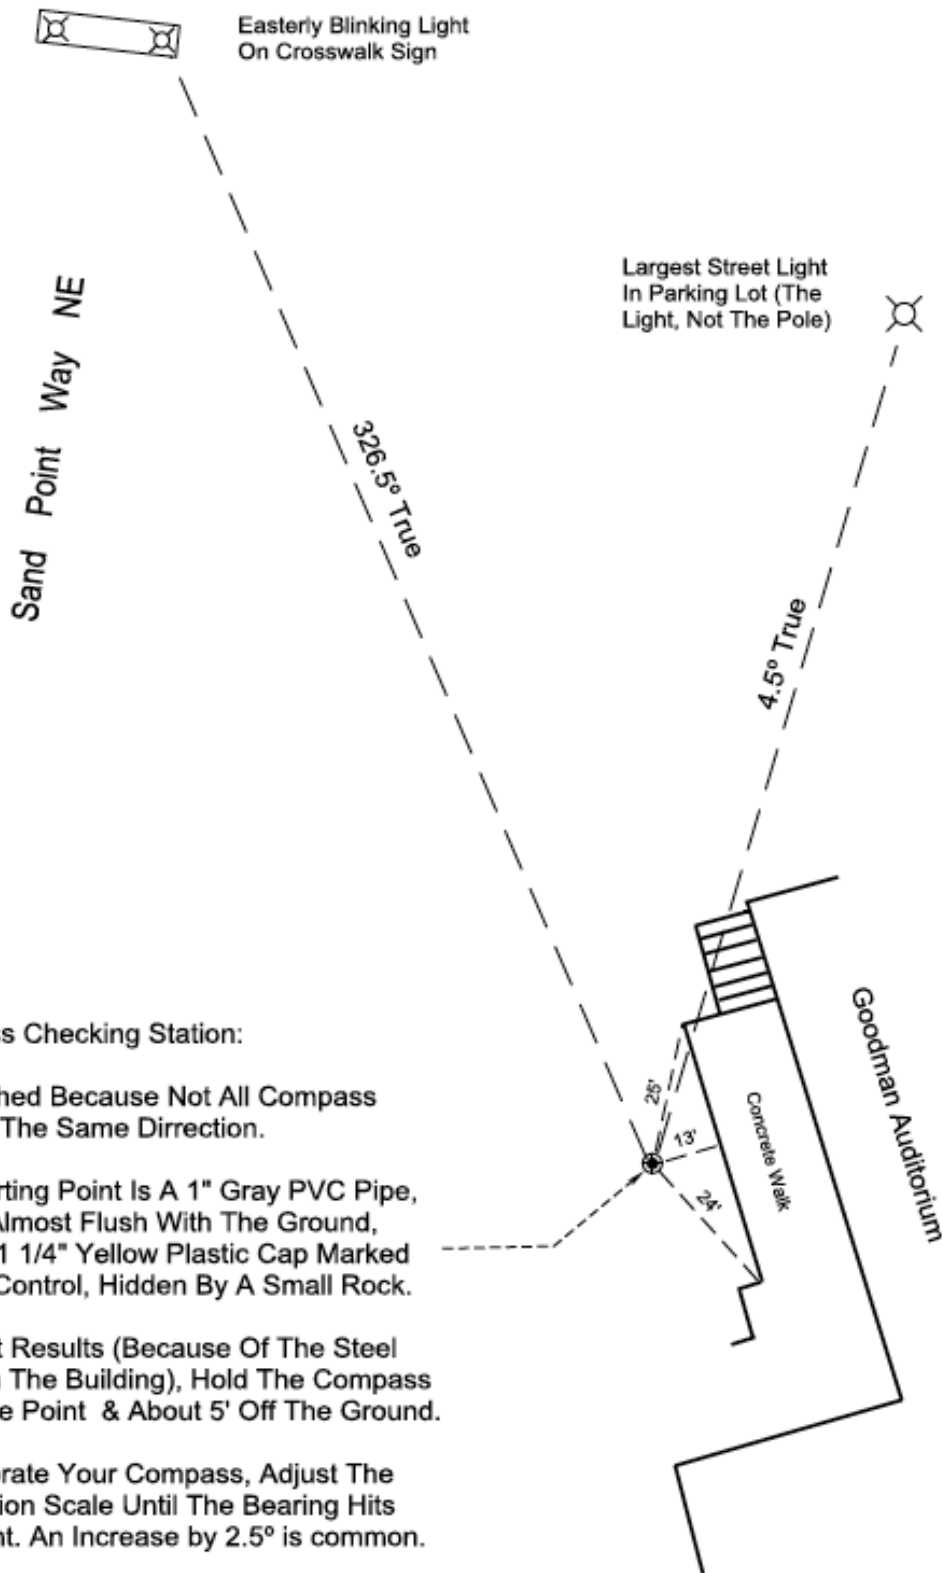 Easterly Blinking Light
On Crosswalk Sign
Largest Street Light
In Parking Lot (The
Light, Not The Pole)
Sand Point Way NE
326.5º True
4.5º True
Goodman Auditorium
Concrete Walk
25'
13'
24'
ss Checking Station:
hed Because Not All Compass
The Same Dirrection.
rting Point Is A 1" Gray PVC Pipe,
Almost Flush With The Ground,
1 1/4" Yellow Plastic Cap Marked
Control, Hidden By A Small Rock.
t Results (Because Of The Steel
The Building), Hold The Compass
e Point & About 5' Off The Ground.
rate Your Compass, Adjust The
ion Scale Until The Bearing Hits
nt. An Increase by 2.5º is common.